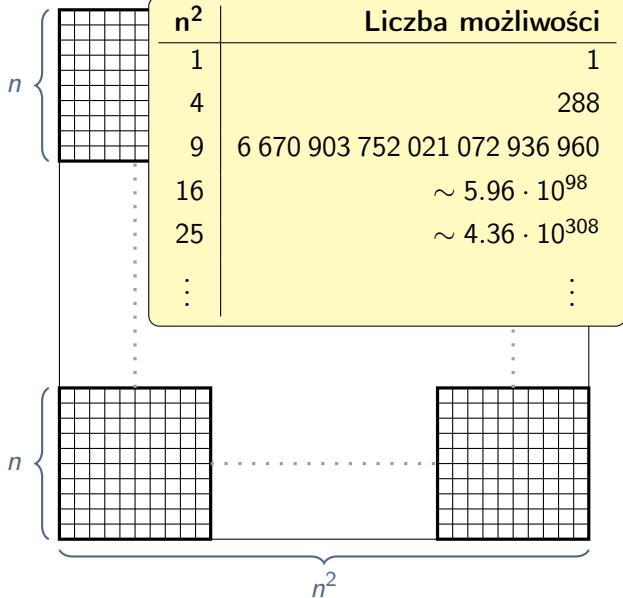 n² Liczba możliwości
1 1
4 288
9 6 670 903 752 021 072 936 960
16 ∼ 5.96 · 10⁹⁸
25 ∼ 4.36 · 10³⁰⁸
⋮ ⋮
n
n
n²